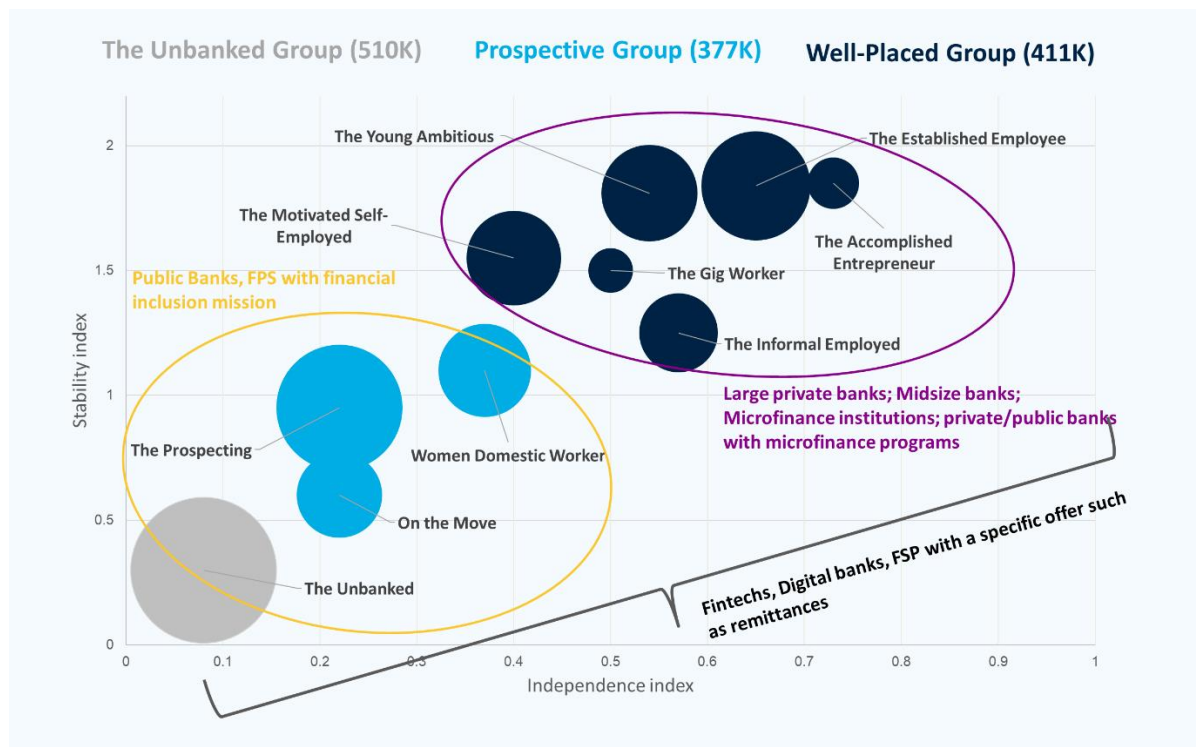 The Unbanked Group (510K)
Prospective Group (377K)
Well-Placed Group (411K)
Stability index
2
1.5
1
0.5
0
The Young Ambitious
The Established Employee
The Motivated Self-
Employed
The Accomplished
Entrepreneur
The Gig Worker
Public Banks, FPS with financial
inclusion mission
The Informal Employed
Large private banks; Midsize banks;
Microfinance institutions; private/public banks
with microfinance programs
The Prospecting
Women Domestic Worker
On the Move
The Unbanked
Fintechs, Digital banks, FSP with a specific offer such
as remittances
0
0.1
0.2
0.3
0.4
0.5
0.6
0.7
0.8
0.9
1
Independence index